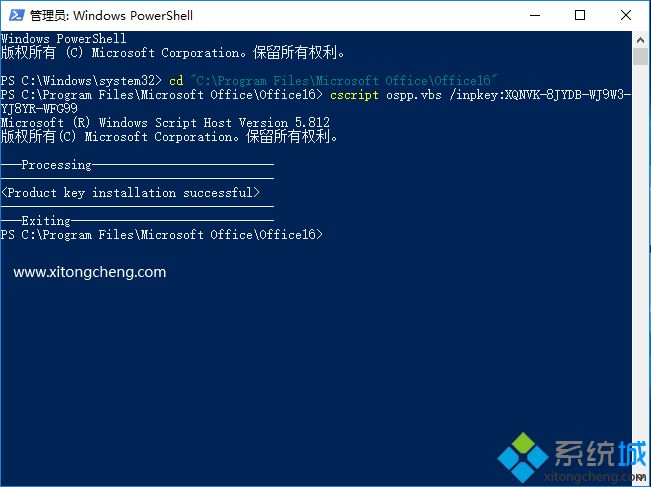 管理员: Windows PowerShell
Windows PowerShell
版权所有 (C) Microsoft Corporation。保留所有权利。
PS C:\Windows\system32> cd "C:\Program Files\Microsoft Office\Office16"
PS C:\Program Files\Microsoft Office\Office16> cscript ospp.vbs /inpkey:XQNVK-8JYDB-WJ9W3-
YJ8YR-WFG99
Microsoft (R) Windows Script Host Version 5.812
版权所有(C) Microsoft Corporation。保留所有权利。
---Processing--------------------------
---------------------------------------
<Product key installation successful>
---------------------------------------
---Exiting-----------------------------
PS C:\Program Files\Microsoft Office\Office16>
www.xitongcheng.com
系统城
xitongcheng.com